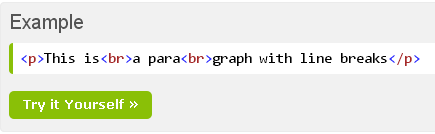 Example
<p>This is<br>a para<br>graph with line breaks</p>
Try it Yourself »